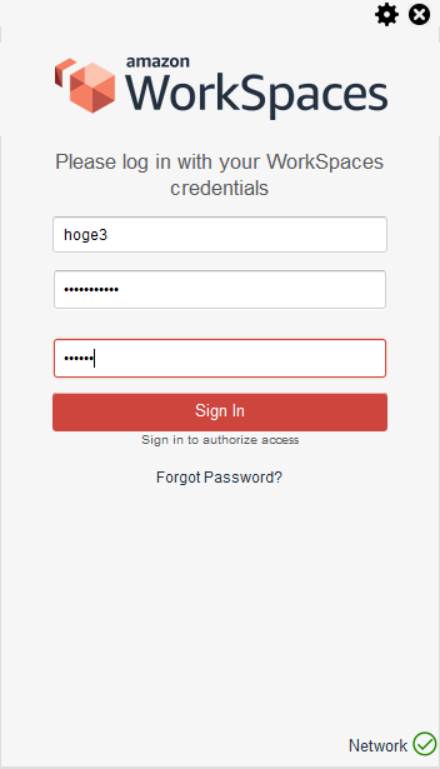 amazon
WorkSpaces
Please log in with your WorkSpaces
credentials
hoge3
•••••••••••
••••••
Sign In
Sign in to authorize access
Forgot Password?
Network